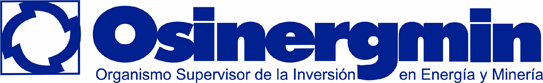 Osinergmin
Organismo Supervisor de la Inversión en Energía y Minería